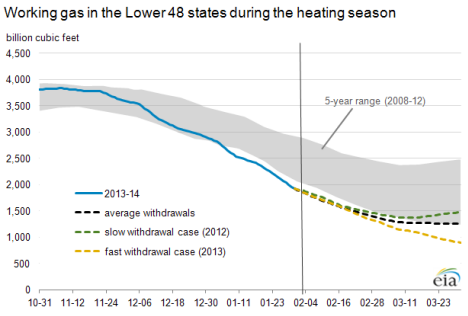 Working gas in the Lower 48 states during the heating season
billion cubic feet
4,500
4,000
3,500
3,000
2,500
2,000
1,500
1,000
500
0
5-year range (2008-12)
2013-14
average withdrawals
slow withdrawal case (2012)
fast withdrawal case (2013)
eia
10-31 11-12 11-24 12-06 12-18 12-30 01-11 01-23 02-04 02-16 02-28 03-11 03-23